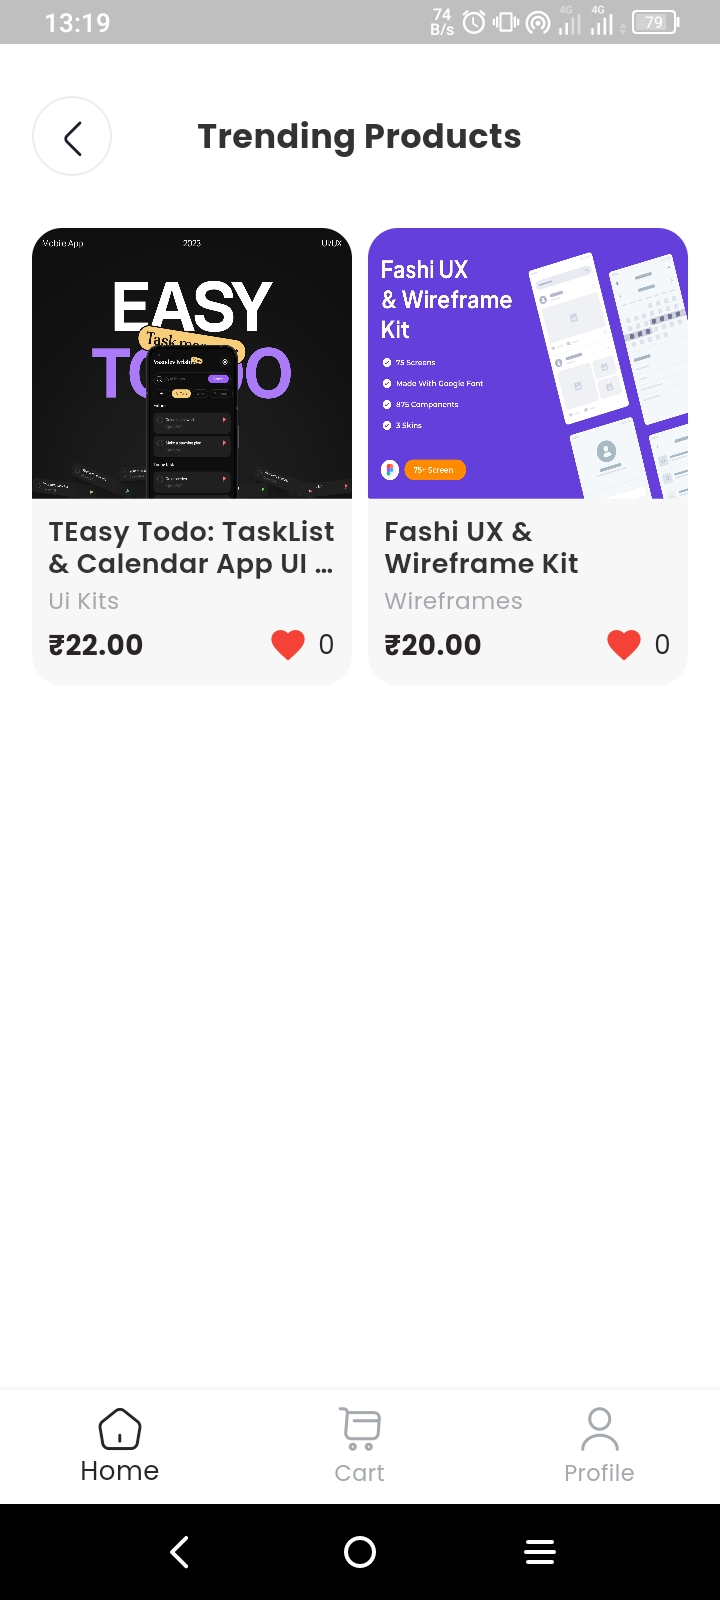 13:19
74
B/s
4G
4G
79
Trending Products
Mobile App
2023
UI/UX
EASY
Task
Fashi UX
& Wireframe
Kit
75 Screens
Made With Google Font
875 Components
3 Skins
75+ Screen
TEasy Todo: TaskList
& Calendar App UI ...
Ui Kits
₹22.00
0
Fashi UX &
Wireframe Kit
Wireframes
₹20.00
0
Home
Cart
Profile